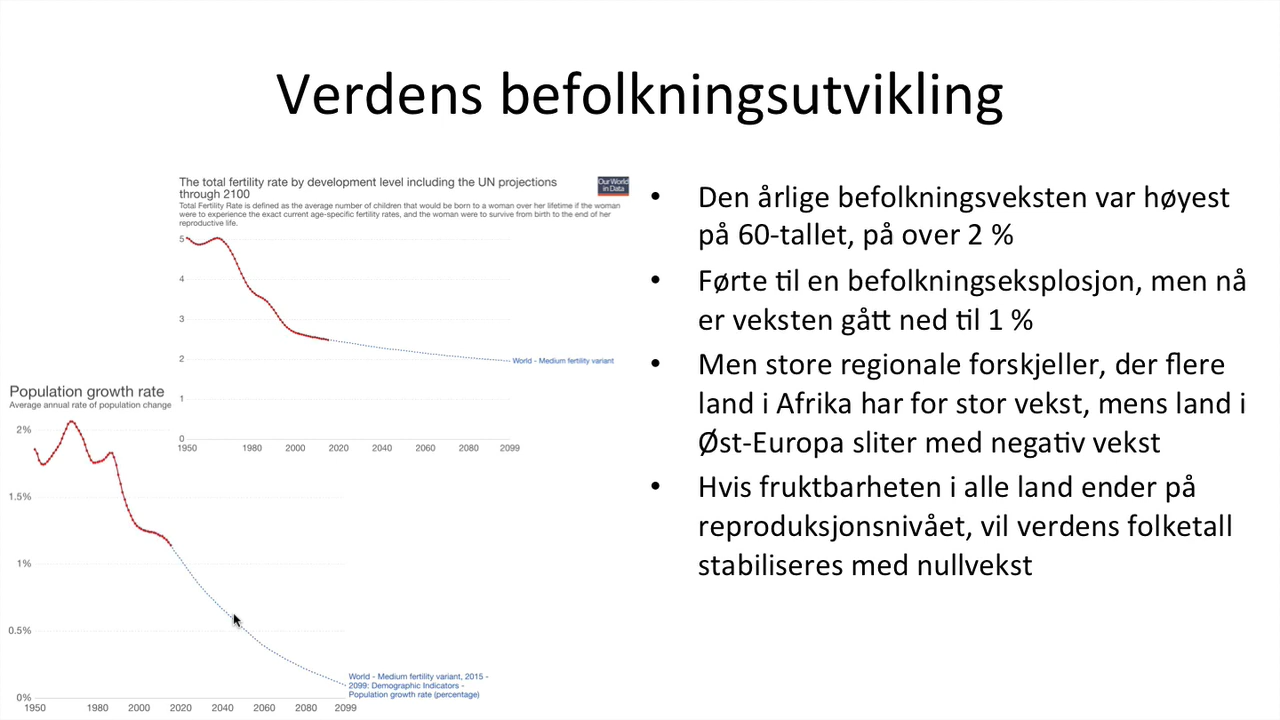 Verdens befolkningsutvikling
The total fertility rate by development level including the UN projections
through 2100
Our World
in Data
Total Fertility Rate is defined as the average number of children that would be born to a woman over her lifetime if the woman
were to experience the exact current age-specific fertility rates, and the woman were to survive from birth to the end of her
reproductive life.
5
4
3
2
1
0
World - Medium fertility variant
1950 1980 2000 2020 2040 2060 2080 2099
Population growth rate
Average annual rate of population change
2%
1.5%
1%
0.5%
0%
World - Medium fertility variant, 2015 -
2099: Demographic Indicators -
Population growth rate (percentage)
1950 1980 2000 2020 2040 2060 2080 2099
• Den årlige befolkningsveksten var høyest
på 60-tallet, på over 2 %
• Førte til en befolkningseksplosjon, men nå
er veksten gått ned til 1 %
• Men store regionale forskjeller, der flere
land i Afrika har for stor vekst, mens land i
Øst-Europa sliter med negativ vekst
• Hvis fruktbarheten i alle land ender på
reproduksjonsnivået, vil verdens folketall
stabiliseres med nullvekst